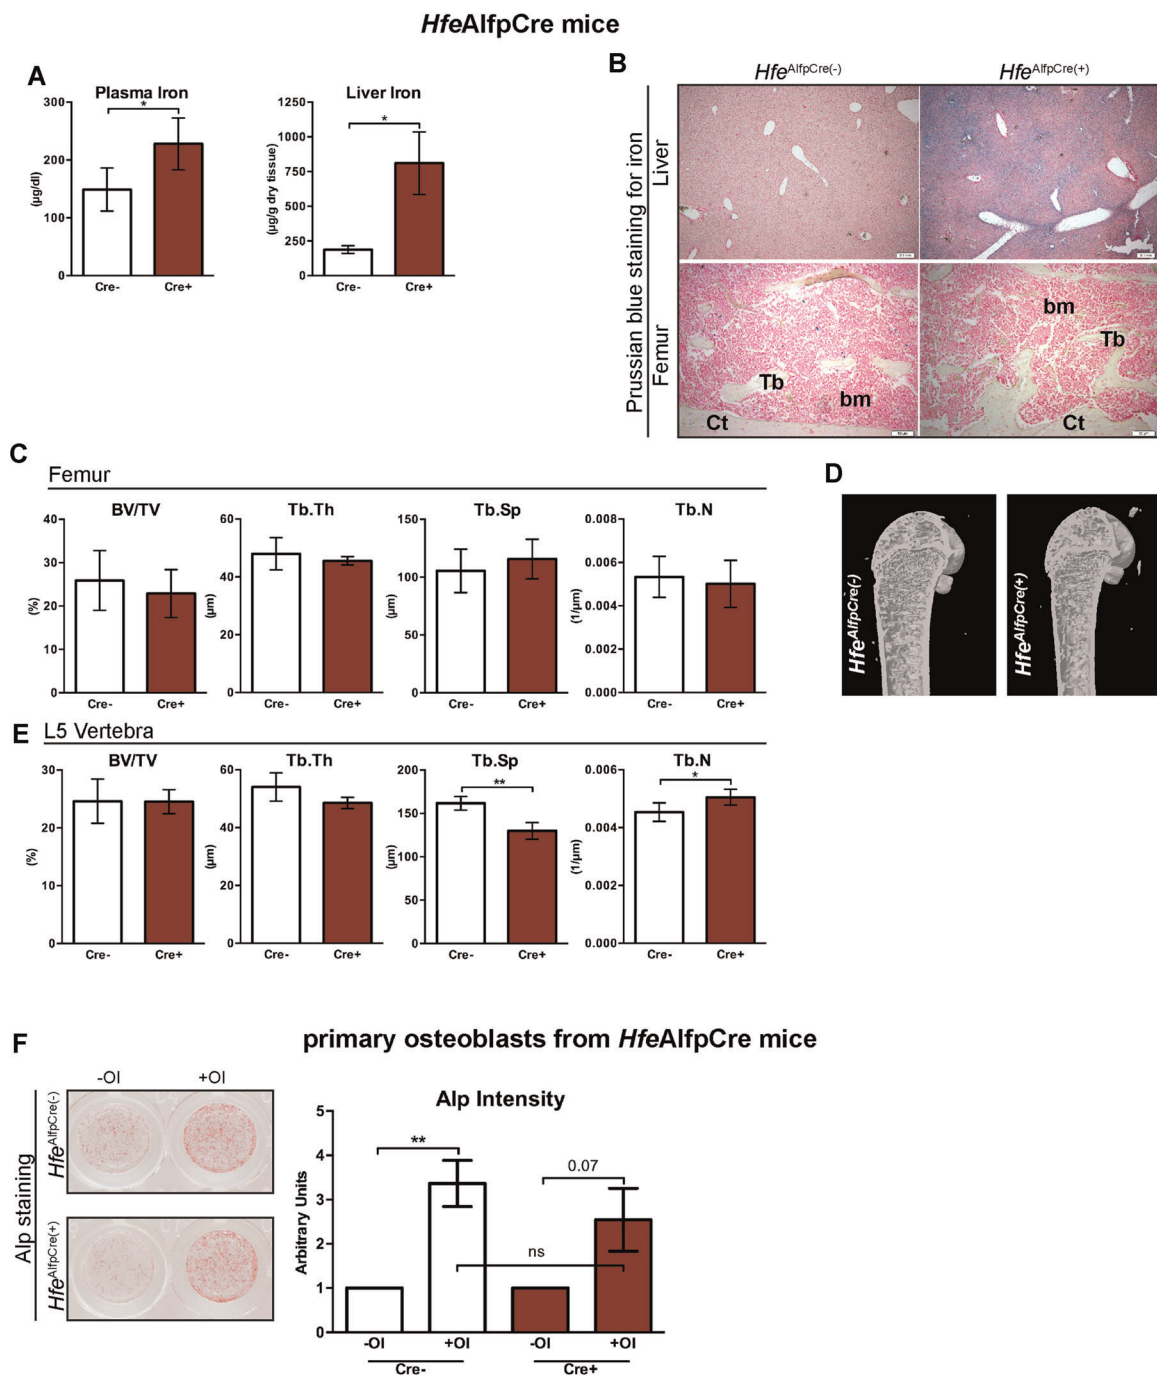 HfeAlfpCre mice
A
Plasma Iron
*
300
200
100
0
(µg/dl)
Cre-
Cre+
Liver Iron
*
1250
1000
750
500
250
0
(µg/g dry tissue)
Cre-
Cre+
B
HfeAlfpCre(-)
HfeAlfpCre(+)
Prussian blue staining for iron
Liver
Femur
Tb
bm
Ct
bm
Tb
Ct
C
Femur
BV/TV
40
30
20
10
0
(%)
Cre-
Cre+
Tb.Th
60
40
20
0
(µm)
Cre-
Cre+
Tb.Sp
150
100
50
0
(µm)
Cre-
Cre+
Tb.N
0.008
0.006
0.004
0.002
0.000
(1/µm)
Cre-
Cre+
D
HfeAlfpCre(-)
HfeAlfpCre(+)
E
L5 Vertebra
BV/TV
30
20
10
0
(%)
Cre-
Cre+
Tb.Th
60
40
20
0
(µm)
Cre-
Cre+
Tb.Sp
**
200
150
100
50
0
(µm)
Cre-
Cre+
Tb.N
*
0.006
0.004
0.002
0.000
(1/µm)
Cre-
Cre+
F
primary osteoblasts from HfeAlfpCre mice
-OI
+OI
Alp staining
HfeAlfpCre(-)
HfeAlfpCre(+)
Alp Intensity
5
4
3
2
1
0
Arbitrary Units
**
0.07
ns
-OI
+OI
-OI
+OI
Cre-
Cre+